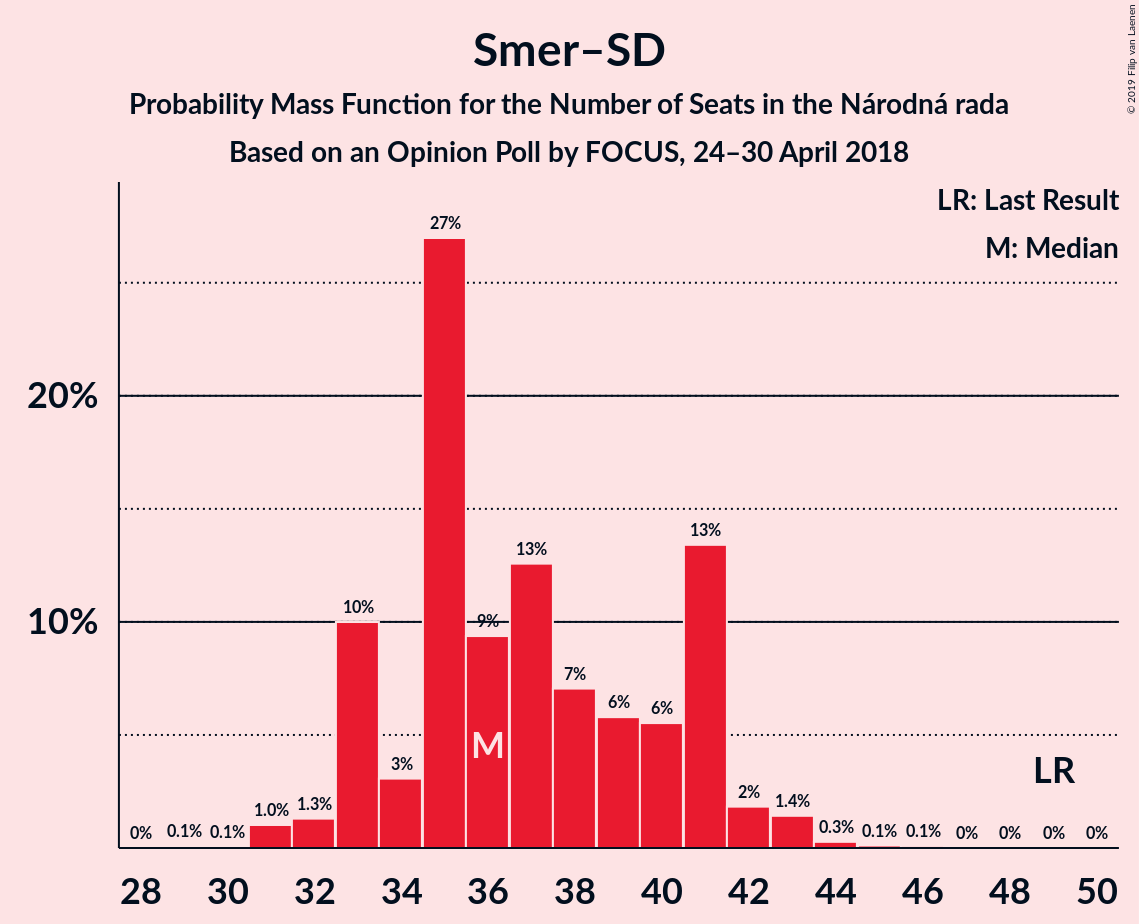 Smer–SD
Probability Mass Function for the Number of Seats in the Národná rada
Based on an Opinion Poll by FOCUS, 24–30 April 2018
© 2019 Filip van Laenen
LR: Last Result
M: Median
20%
10%
0% 0.1% 0.1% 1.0% 1.3% 10% 3% 27% 9% 13% 7% 6% 6% 13% 2% 1.4% 0.3% 0.1% 0.1% 0% 0% 0% 0%
M
LR
28 30 32 34 36 38 40 42 44 46 48 50